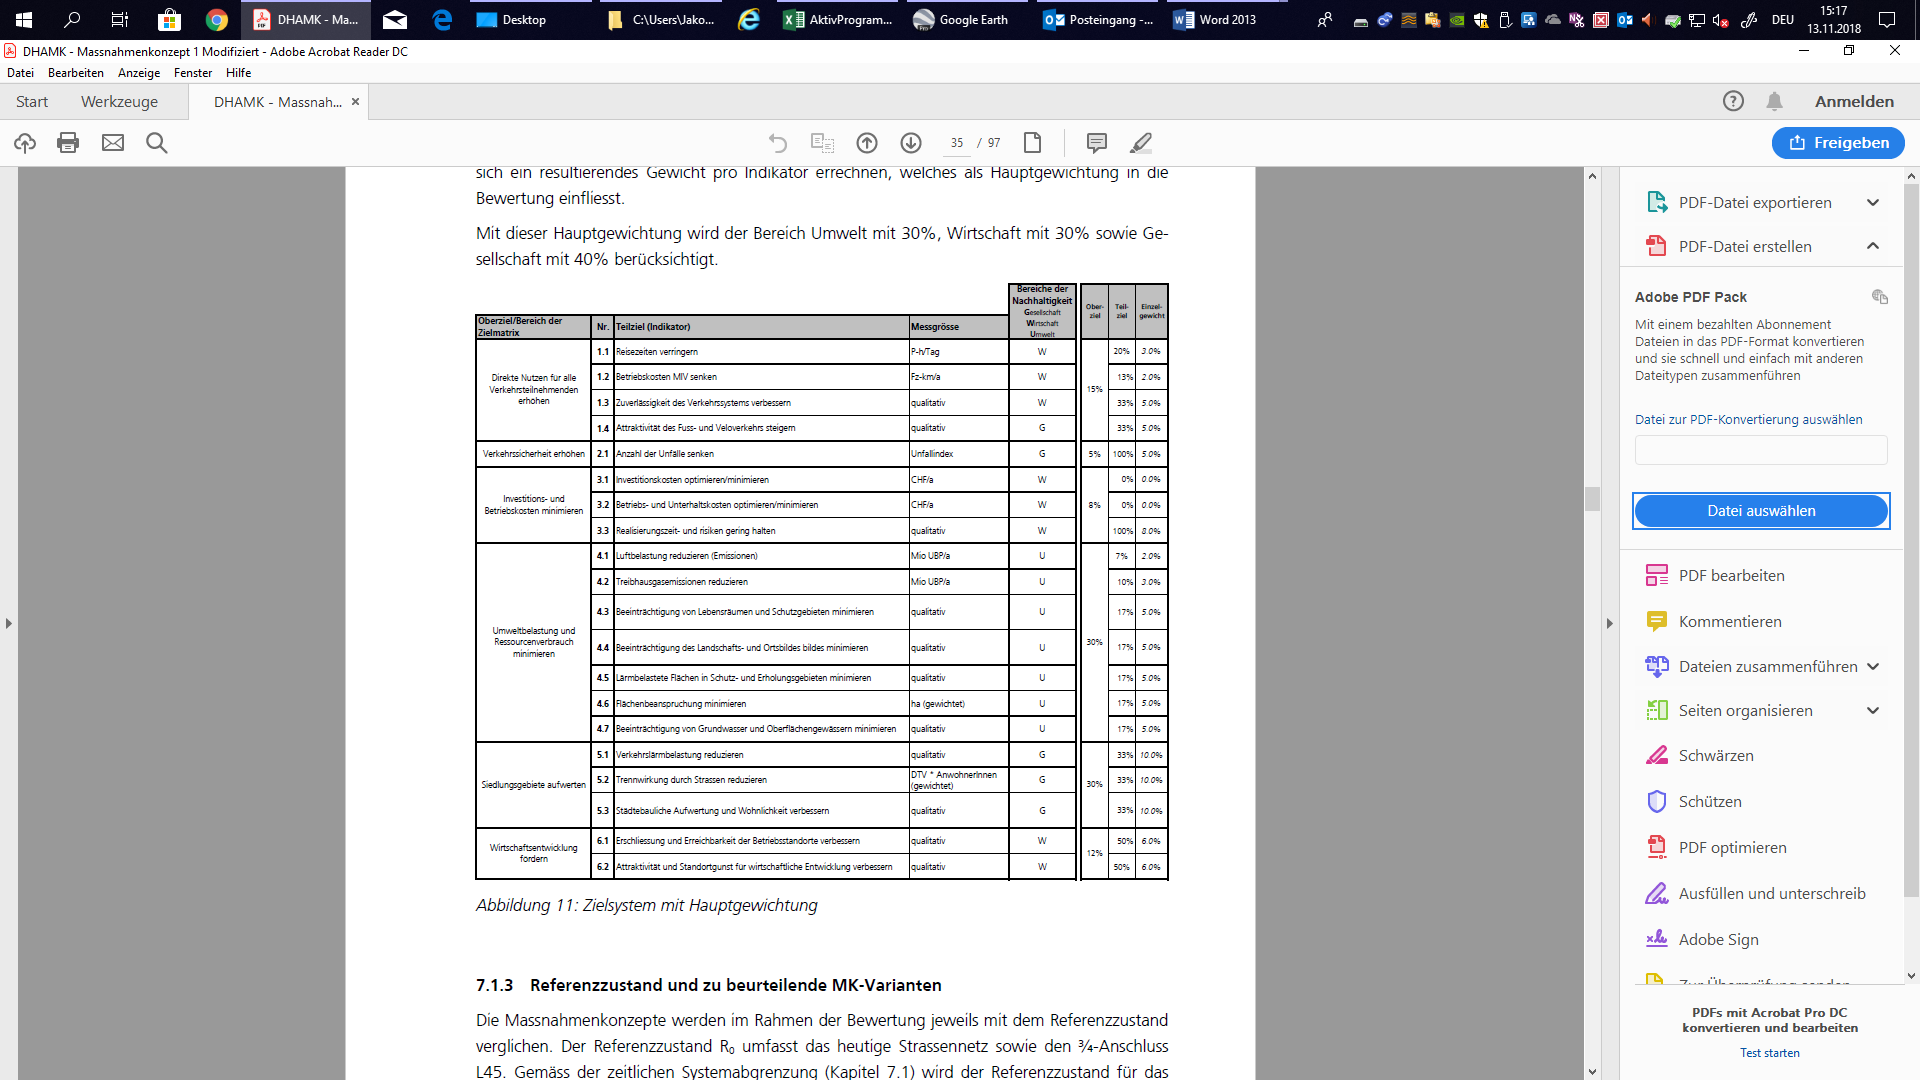 DHAMK - Ma...
Desktop
C:\Users\Jako...
AktivProgram...
Google Earth
Posteingang -...
Word 2013
DEU
15:17
13.11.2018
DHAMK - Massnahmenkonzept 1 Modifiziert - Adobe Acrobat Reader DC
Datei Bearbeiten Anzeige Fenster Hilfe
Start Werkzeuge DHAMK - Massnah... Anmelden
35 / 97 Freigeben
sich ein resultierendes Gewicht pro Indikator errechnen, welches als Hauptgewichtung in die
Bewertung einfliesst.
Mit dieser Hauptgewichtung wird der Bereich Umwelt mit 30%, Wirtschaft mit 30% sowie Ge-
sellschaft mit 40% berücksichtigt.
Oberziel/Bereich der
Zielmatrix
Nr.
Teilziel (Indikator)
Messgrösse
Bereiche der
Nachhaltigkeit
Gesellschaft
Wirtschaft
Umwelt
Ober-
ziel
Teil-
ziel
Einzel-
gewicht
Direkte Nutzen für alle
Verkehrsteilnehmenden
erhöhen
15%
1.1 Reisezeiten verringern P-h/Tag W 20% 3.0%
1.2 Betriebskosten MIV senken Fz-km/a W 13% 2.0%
1.3 Zuverlässigkeit des Verkehrssystems verbessern qualitativ W 33% 5.0%
1.4 Attraktivität des Fuss- und Veloverkehrs steigern qualitativ G 33% 5.0%
Verkehrssicherheit erhöhen 2.1 Anzahl der Unfälle senken Unfallindex G 5% 100% 5.0%
Investitions- und
Betriebskosten minimieren
8%
3.1 Investitionskosten optimieren/minimieren CHF/a W 0% 0.0%
3.2 Betriebs- und Unterhaltskosten optimieren/minimieren CHF/a W 0% 0.0%
3.3 Realisierungszeit- und risiken gering halten qualitativ W 100% 8.0%
Umweltbelastung und
Ressourcenverbrauch
minimieren
30%
4.1 Luftbelastung reduzieren (Emissionen) Mio UBP/a U 7% 2.0%
4.2 Treibhausgasemissionen reduzieren Mio UBP/a U 10% 3.0%
4.3 Beeinträchtigung von Lebensräumen und Schutzgebieten minimieren qualitativ U 17% 5.0%
4.4 Beeinträchtigung des Landschafts- und Ortsbildes bildes minimieren qualitativ U 17% 5.0%
4.5 Lärmbelastete Flächen in Schutz- und Erholungsgebieten minimieren qualitativ U 17% 5.0%
4.6 Flächenbeanspruchung minimieren ha (gewichtet) U 17% 5.0%
4.7 Beeinträchtigung von Grundwasser und Oberflächengewässern minimieren qualitativ U 17% 5.0%
Siedlungsgebiete aufwerten
30%
5.1 Verkehrslärmbelastung reduzieren qualitativ G 33% 10.0%
5.2 Trennwirkung durch Strassen reduzieren DTV * AnwohnerInnen
(gewichtet) G 33% 10.0%
5.3 Städtebauliche Aufwertung und Wohnlichkeit verbessern qualitativ G 33% 10.0%
Wirtschaftsentwicklung
fördern
12%
6.1 Erschliessung und Erreichbarkeit der Betriebsstandorte verbessern qualitativ W 50% 6.0%
6.2 Attraktivität und Standortgunst für wirtschaftliche Entwicklung verbessern qualitativ W 50% 6.0%
Abbildung 11: Zielsystem mit Hauptgewichtung
7.1.3 Referenzzustand und zu beurteilende MK-Varianten
Die Massnahmenkonzepte werden im Rahmen der Bewertung jeweils mit dem Referenzzustand
verglichen. Der Referenzzustand R₀ umfasst das heutige Strassennetz sowie den ¾-Anschluss
L45. Gemäss der zeitlichen Systemabgrenzung (Kapitel 7.1) wird der Referenzzustand für das
PDF-Datei exportieren
PDF-Datei erstellen
Adobe PDF Pack
Mit einem bezahlten Abonnement
Dateien in das PDF-Format konvertieren
und sie schnell und einfach mit anderen
Dateitypen zusammenführen
Datei zur PDF-Konvertierung auswählen
Datei auswählen
PDF bearbeiten
Kommentieren
Dateien zusammenführen
Seiten organisieren
Schwärzen
Schützen
PDF optimieren
Ausfüllen und unterschreib
Adobe Sign
Zur Überprüfung senden
PDFs mit Acrobat Pro DC
konvertieren und bearbeiten
Test starten